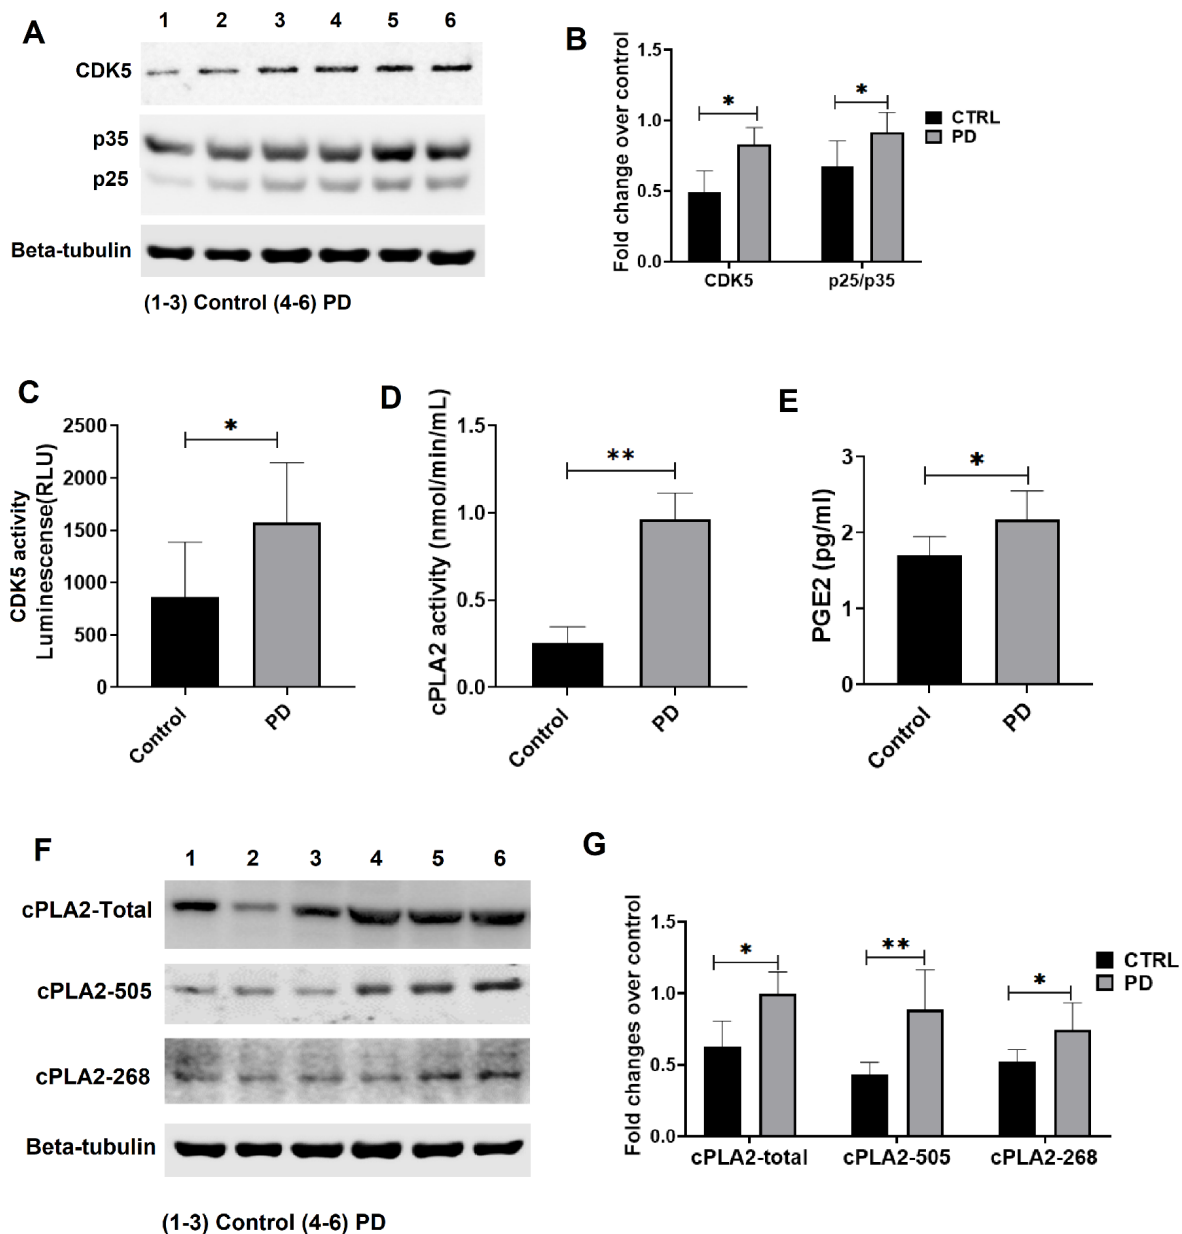 A
1 2 3 4 5 6
CDK5
p35
p25
Beta-tubulin
(1-3) Control (4-6) PD
B
Fold change over control
1.5
1.0
0.5
0.0
*
*
CDK5 p25/p35
CTRL
PD
C
CDK5 activity
Luminescense(RLU)
2500
2000
1500
1000
500
0
*
Control PD
D
cPLA2 activity (nmol/min/mL)
1.5
1.0
0.5
0.0
**
Control PD
E
PGE2 (pg/ml)
3
2
1
0
*
Control PD
F
1 2 3 4 5 6
cPLA2-Total
cPLA2-505
cPLA2-268
Beta-tubulin
(1-3) Control (4-6) PD
G
Fold changes over control
1.5
1.0
0.5
0.0
*
**
*
cPLA2-total cPLA2-505 cPLA2-268
CTRL
PD